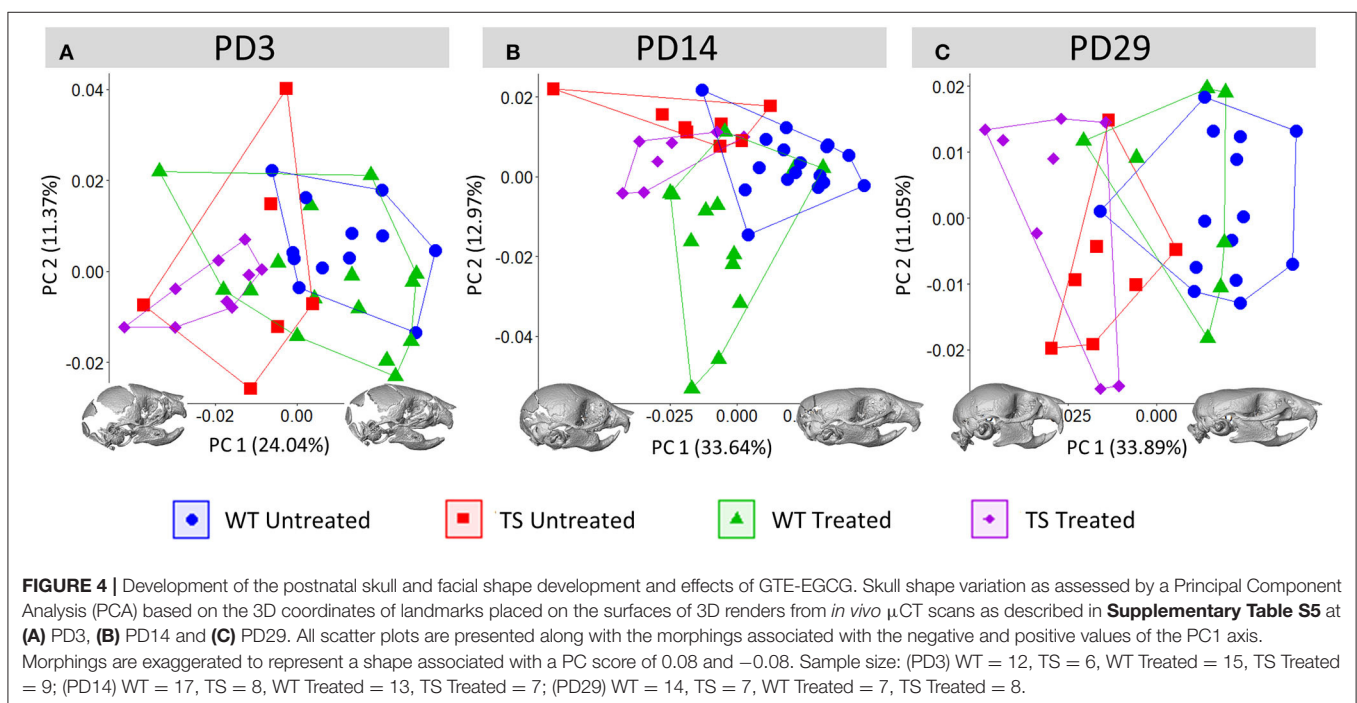 A PD3
B PD14
C PD29
PC 2 (11.37%)
0.04
0.02
0.00
-0.02
-0.02 0.00
PC 1 (24.04%)
PC 2 (12.97%)
0.02
0.00
-0.02
-0.04
-0.025 0.000 0.
PC 1 (33.64%)
PC 2 (11.05%)
0.02
0.01
0.00
-0.01
-0.02
025 0.000
PC 1 (33.89%)
WT Untreated TS Untreated WT Treated TS Treated
FIGURE 4 | Development of the postnatal skull and facial shape development and effects of GTE-EGCG. Skull shape variation as assessed by a Principal Component
Analysis (PCA) based on the 3D coordinates of landmarks placed on the surfaces of 3D renders from in vivo μCT scans as described in Supplementary Table S5 at
(A) PD3, (B) PD14 and (C) PD29. All scatter plots are presented along with the morphings associated with the negative and positive values of the PC1 axis.
Morphings are exaggerated to represent a shape associated with a PC score of 0.08 and −0.08. Sample size: (PD3) WT = 12, TS = 6, WT Treated = 15, TS Treated
= 9; (PD14) WT = 17, TS = 8, WT Treated = 13, TS Treated = 7; (PD29) WT = 14, TS = 7, WT Treated = 7, TS Treated = 8.